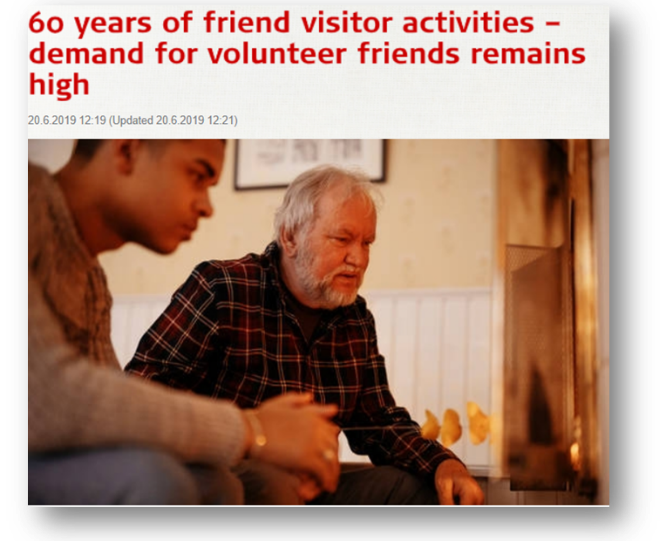 60 years of friend visitor activities –
demand for volunteer friends remains
high
20.6.2019 12:19 (Updated 20.6.2019 12:21)